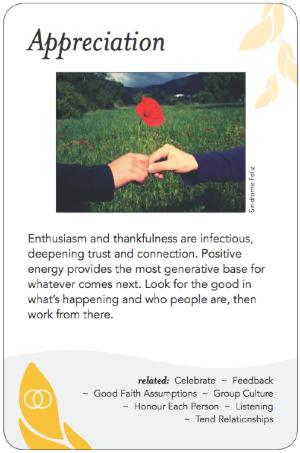 Appreciation
Sindrome Feliz
Enthusiasm and thankfulness are infectious,
deepening trust and connection. Positive
energy provides the most generative base for
whatever comes next. Look for the good in
what's happening and who people are, then
work from there.
related: Celebrate ~ Feedback
~ Good Faith Assumptions ~ Group Culture
~ Honour Each Person ~ Listening
~ Tend Relationships